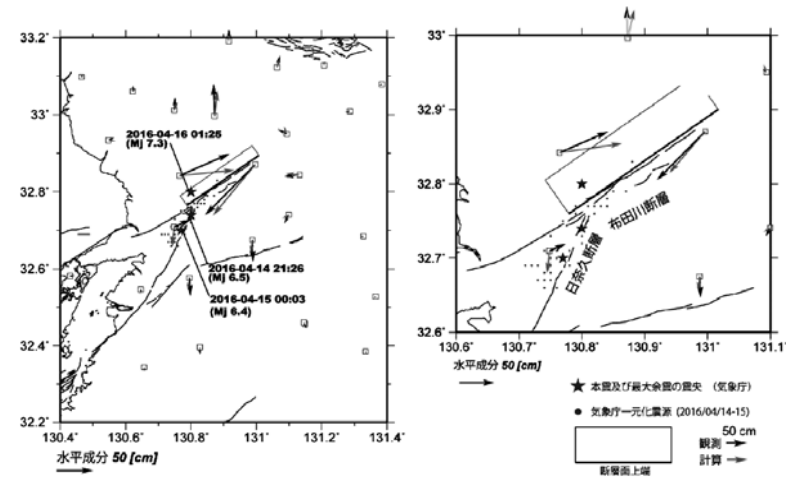 33.2°
33°
32.8°
32.6°
32.4°
32.2°
130.4°
130.6°
130.8°
131°
131.2°
131.4°
2016-04-16 01:25
(Mj 7.3)
2016-04-14 21:26
(Mj 6.5)
2016-04-15 00:03
(Mj 6.4)
水平成分 50 [cm]
33°
32.9°
32.8°
32.7°
32.6°
130.6°
130.7°
130.8°
130.9°
131°
131.1°
布田川断層
日奈久断層
水平成分 50 [cm]
本震及び最大余震の震央 (気象庁)
気象庁一元化震源 (2016/04/14-15)
50 cm
観測
計算
断層面上端